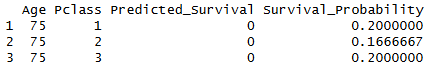 Age Pclass Predicted_Survival Survival_Probability
1 75 1 0 0.2000000
2 75 2 0 0.1666667
3 75 3 0 0.2000000